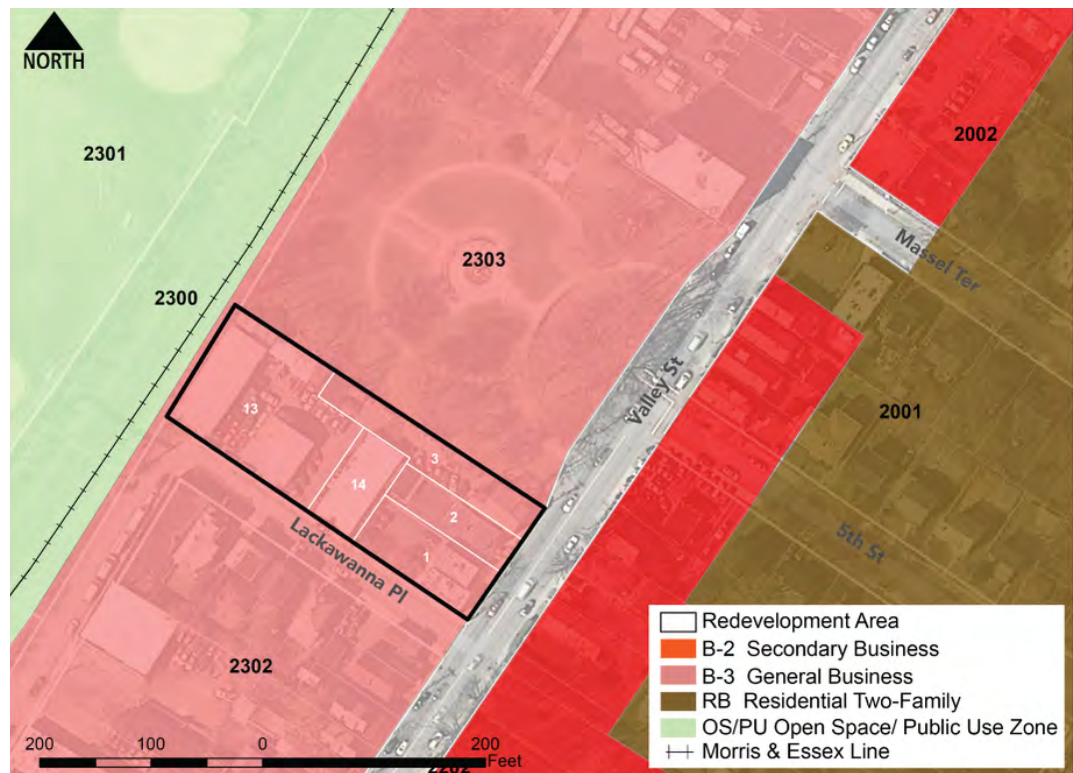 NORTH
2301
2002
Massel Ter
2303
2300
Valley St
2001
13
3
14
2
1
5th St
Lackawanna Pl
2302
Redevelopment Area
B-2 Secondary Business
B-3 General Business
RB Residential Two-Family
OS/PU Open Space/ Public Use Zone
Morris & Essex Line
200 100 0 200
Feet